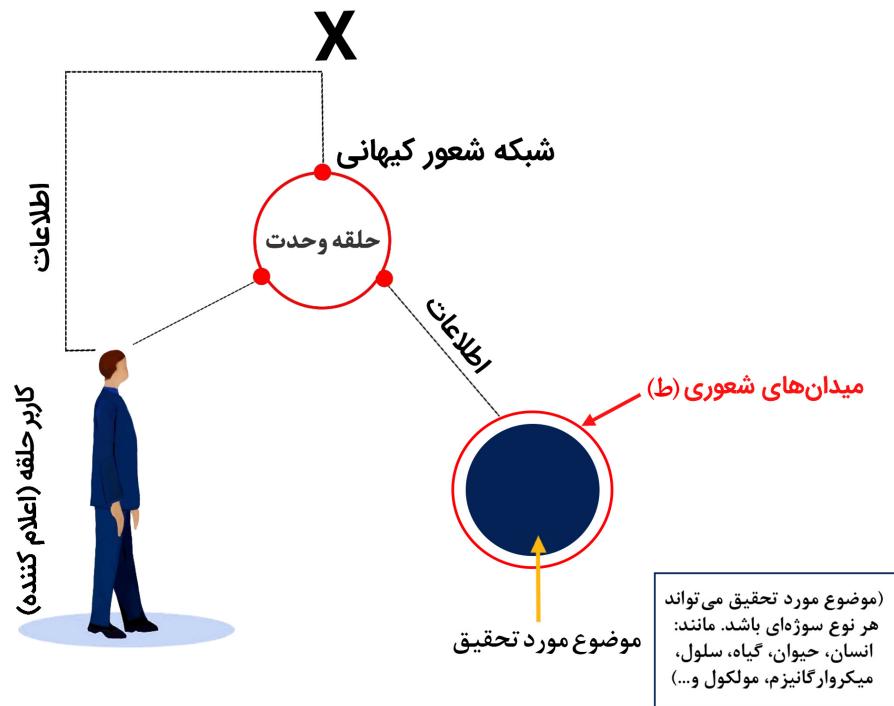 X
شبکه شعور کیهانی
حلقه وحدت
اطلاعات
اطلاعات
میدان‌های شعوری (ط)
کاربر حلقه (اعلام کننده)
موضوع مورد تحقیق
(موضوع مورد تحقیق می‌تواند
هر نوع سوژه‌ای باشد. مانند:
انسان، حیوان، گیاه، سلول،
میکروارگانیزم، مولکول و...)